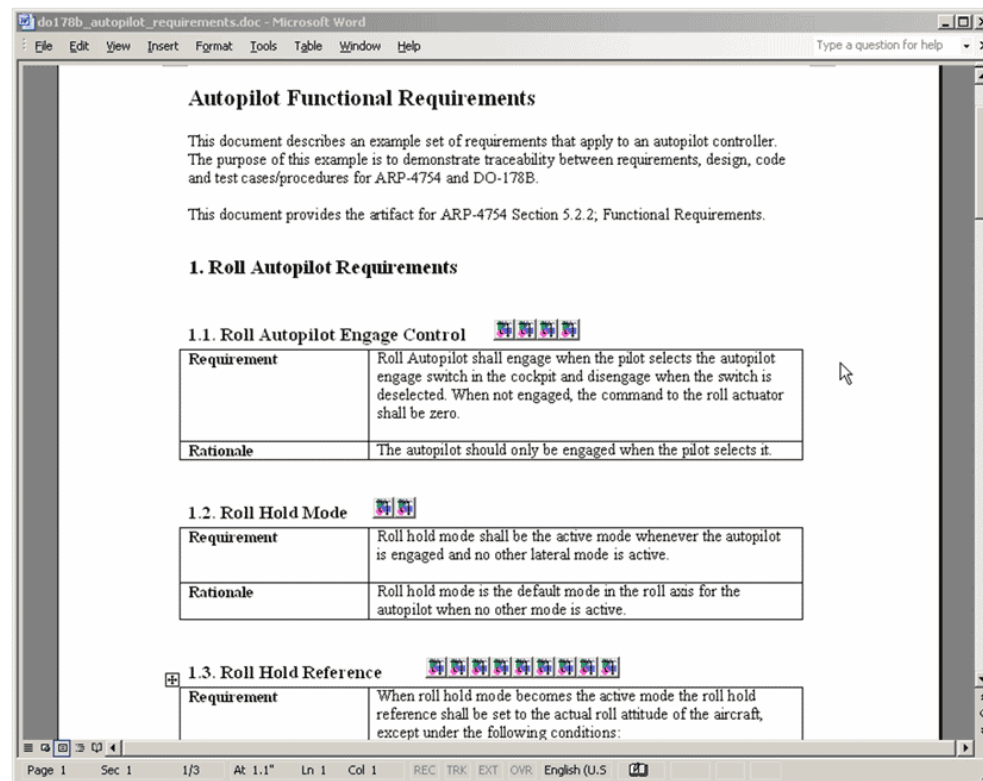 do178b_autopilot_requirements.doc - Microsoft Word
File Edit View Insert Format Tools Table Window Help Type a question for help
Autopilot Functional Requirements
This document describes an example set of requirements that apply to an autopilot controller.
The purpose of this example is to demonstrate traceability between requirements, design, code
and test cases/procedures for ARP-4754 and DO-178B.
This document provides the artifact for ARP-4754 Section 5.2.2; Functional Requirements.
1. Roll Autopilot Requirements
1.1. Roll Autopilot Engage Control
Requirement Roll Autopilot shall engage when the pilot selects the autopilot
engage switch in the cockpit and disengage when the switch is
deselected. When not engaged, the command to the roll actuator
shall be zero.
Rationale The autopilot should only be engaged when the pilot selects it.
1.2. Roll Hold Mode
Requirement Roll hold mode shall be the active mode whenever the autopilot
is engaged and no other lateral mode is active.
Rationale Roll hold mode is the default mode in the roll axis for the
autopilot when no other mode is active.
1.3. Roll Hold Reference
Requirement When roll hold mode becomes the active mode the roll hold
reference shall be set to the actual roll attitude of the aircraft,
except under the following conditions:
Page 1 Sec 1 1/3 At 1.1" Ln 1 Col 1 REC TRK EXT OVR English (U.S